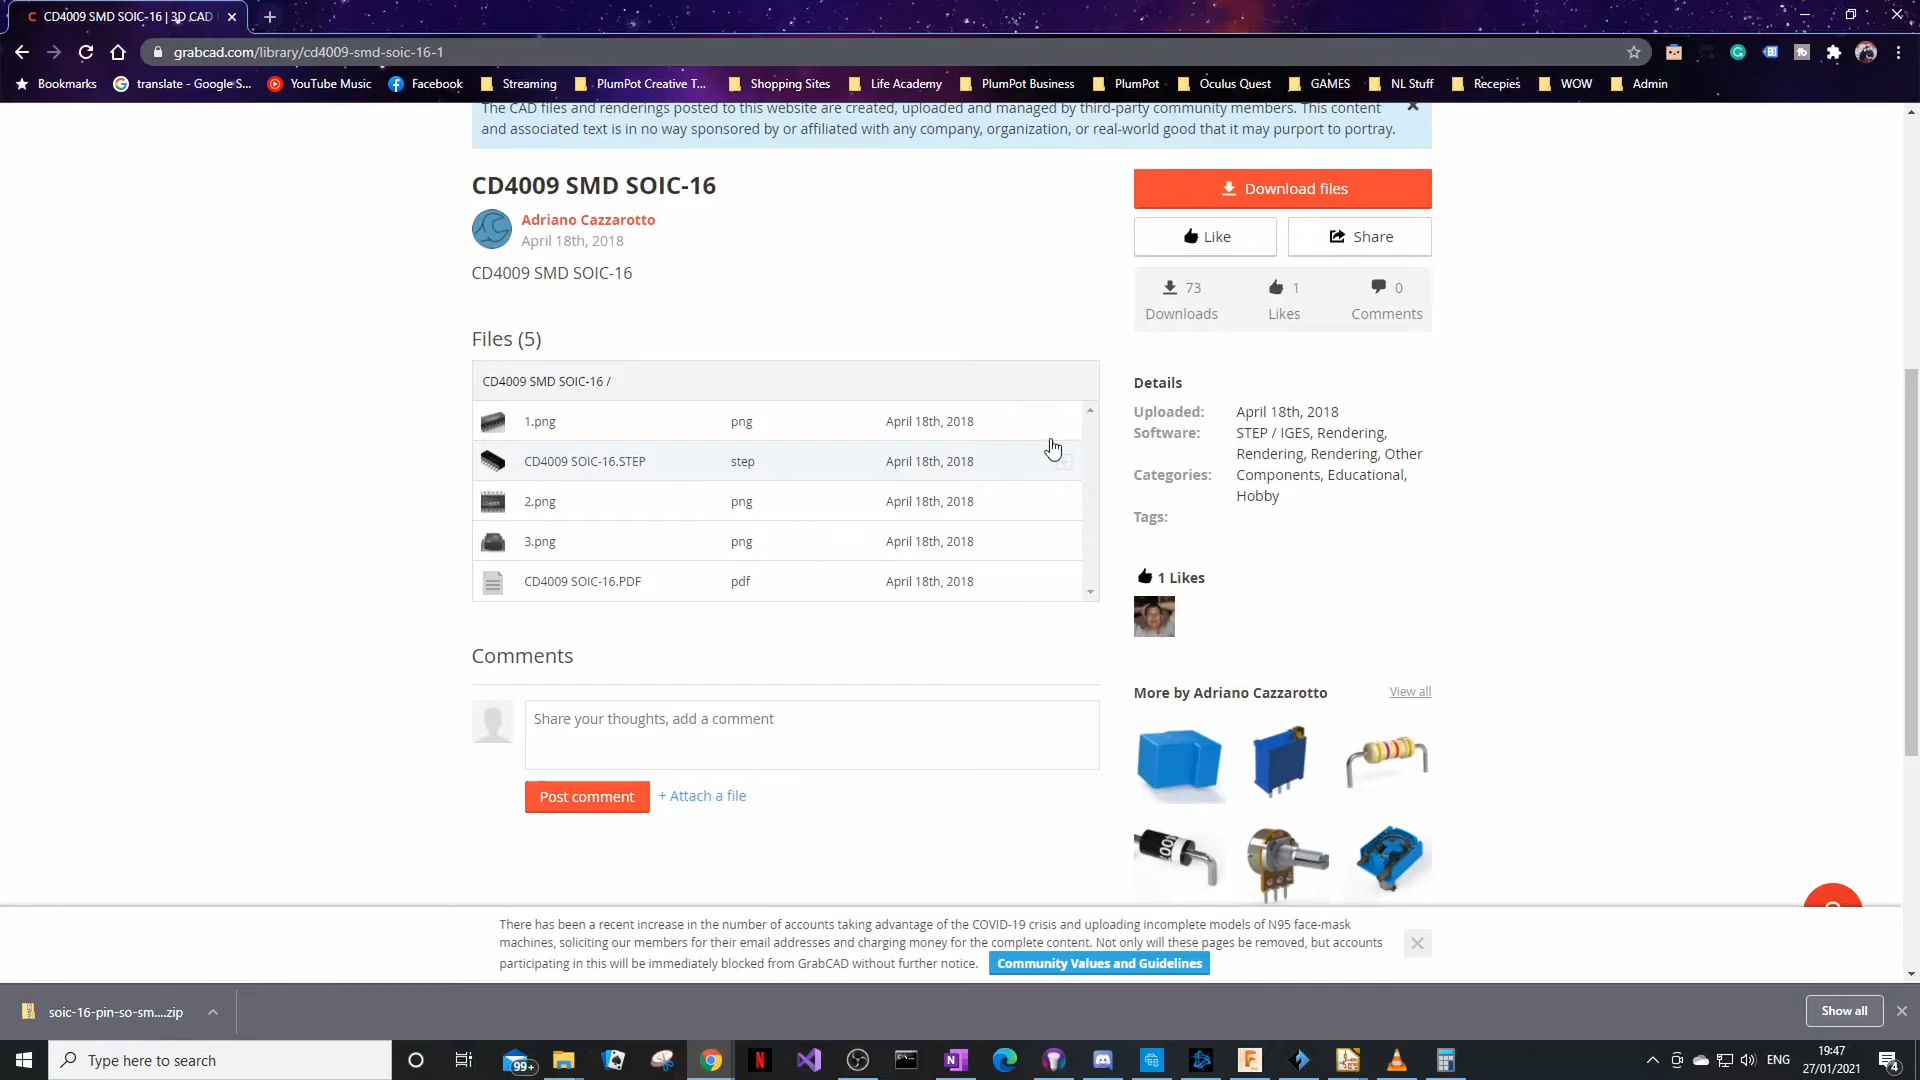 CD4009 SMD SOIC-16 | 3D CAD
grabcad.com/library/cd4009-smd-soic-16-1
Bookmarks
translate - Google S...
YouTube Music
Facebook
Streaming
PlumPot Creative T...
Shopping Sites
Life Academy
PlumPot Business
PlumPot
Oculus Quest
GAMES
NL Stuff
Recepies
WOW
Admin
The CAD files and renderings posted to this website are created, uploaded and managed by third-party community members. This content
and associated text is in no way sponsored by or affiliated with any company, organization, or real-world good that it may purport to portray.
CD4009 SMD SOIC-16
Adriano Cazzarotto
April 18th, 2018
CD4009 SMD SOIC-16
Download files
Like
Share
73
1
0
Downloads
Likes
Comments
Files (5)
CD4009 SMD SOIC-16 /
1.png png April 18th, 2018
CD4009 SOIC-16.STEP step April 18th, 2018
2.png png April 18th, 2018
3.png png April 18th, 2018
CD4009 SOIC-16.PDF pdf April 18th, 2018
Details
Uploaded: April 18th, 2018
Software: STEP / IGES, Rendering,
Rendering, Rendering, Other
Categories: Components, Educational,
Hobby
Tags:
1 Likes
Comments
Share your thoughts, add a comment
Post comment
+ Attach a file
More by Adriano Cazzarotto
View all
There has been a recent increase in the number of accounts taking advantage of the COVID-19 crisis and uploading incomplete models of N95 face-mask
machines, soliciting our members for their email addresses and charging money for the complete content. Not only will these pages be removed, but accounts
participating in this will be immediately blocked from GrabCAD without further notice.
Community Values and Guidelines
soic-16-pin-so-sm....zip
Show all
Type here to search
99+
ENG
19:47
27/01/2021
4